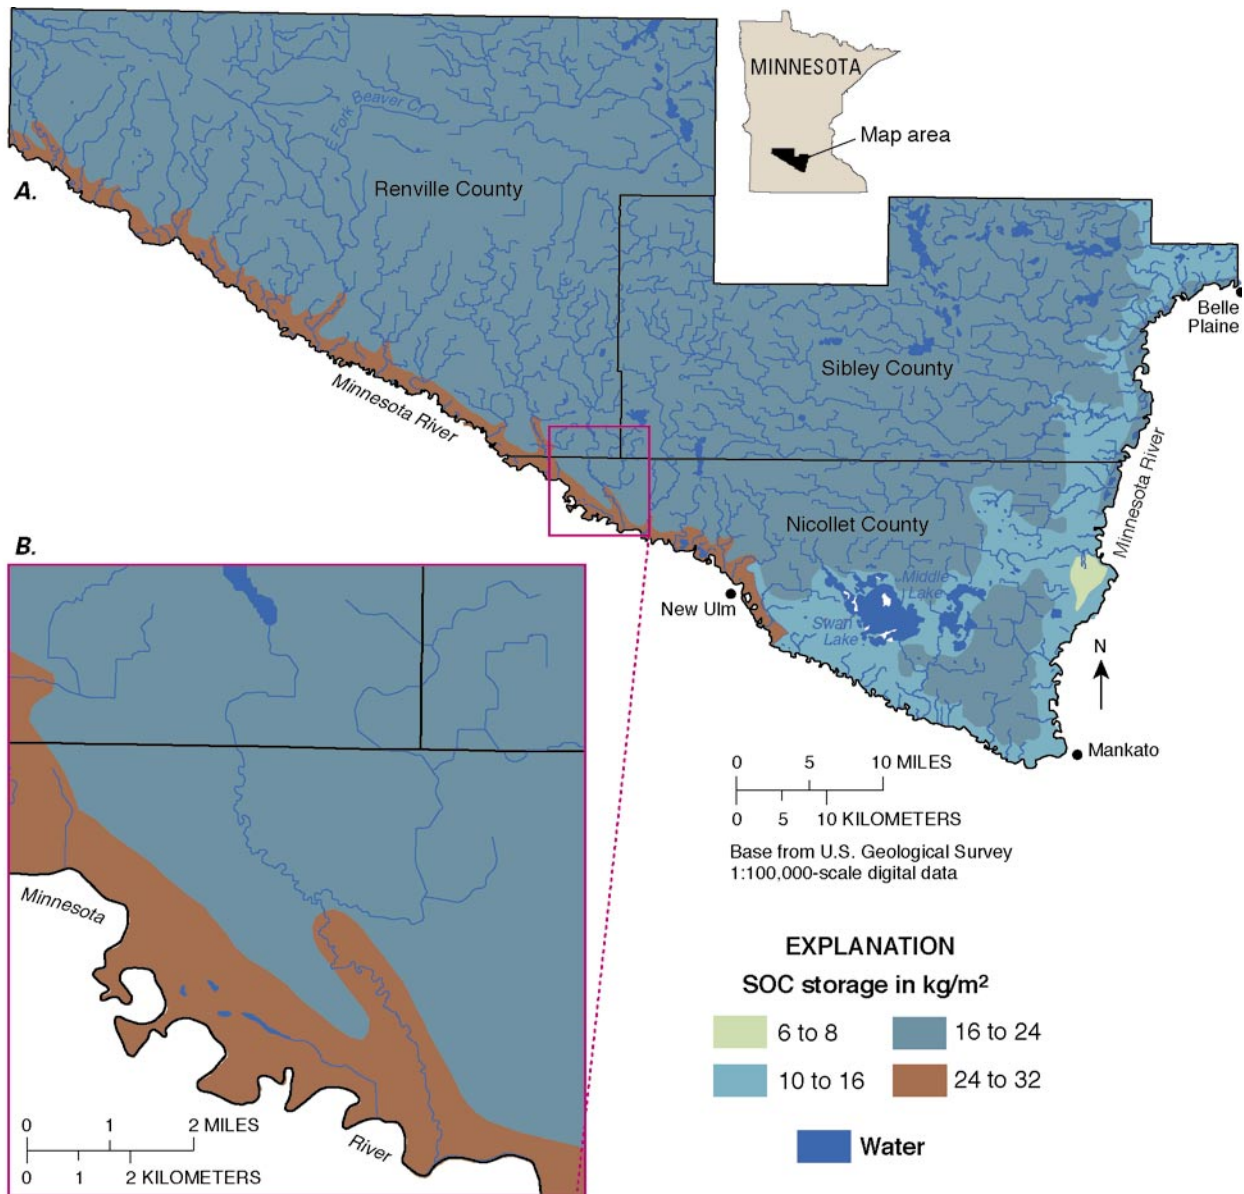 MINNESOTA
Map area
E Fork Beaver Cr
A.
Renville County
Belle
Plaine
Sibley County
Minnesota River
Minnesota River
Nicollet County
B.
Middle
Lake
New Ulm
Swan
Lake
N
Mankato
0 5 10 MILES
0 5 10 KILOMETERS
Base from U.S. Geological Survey
1:100,000-scale digital data
Minnesota
River
0 1 2 MILES
0 1 2 KILOMETERS
EXPLANATION
SOC storage in kg/m²
6 to 8
16 to 24
10 to 16
24 to 32
Water